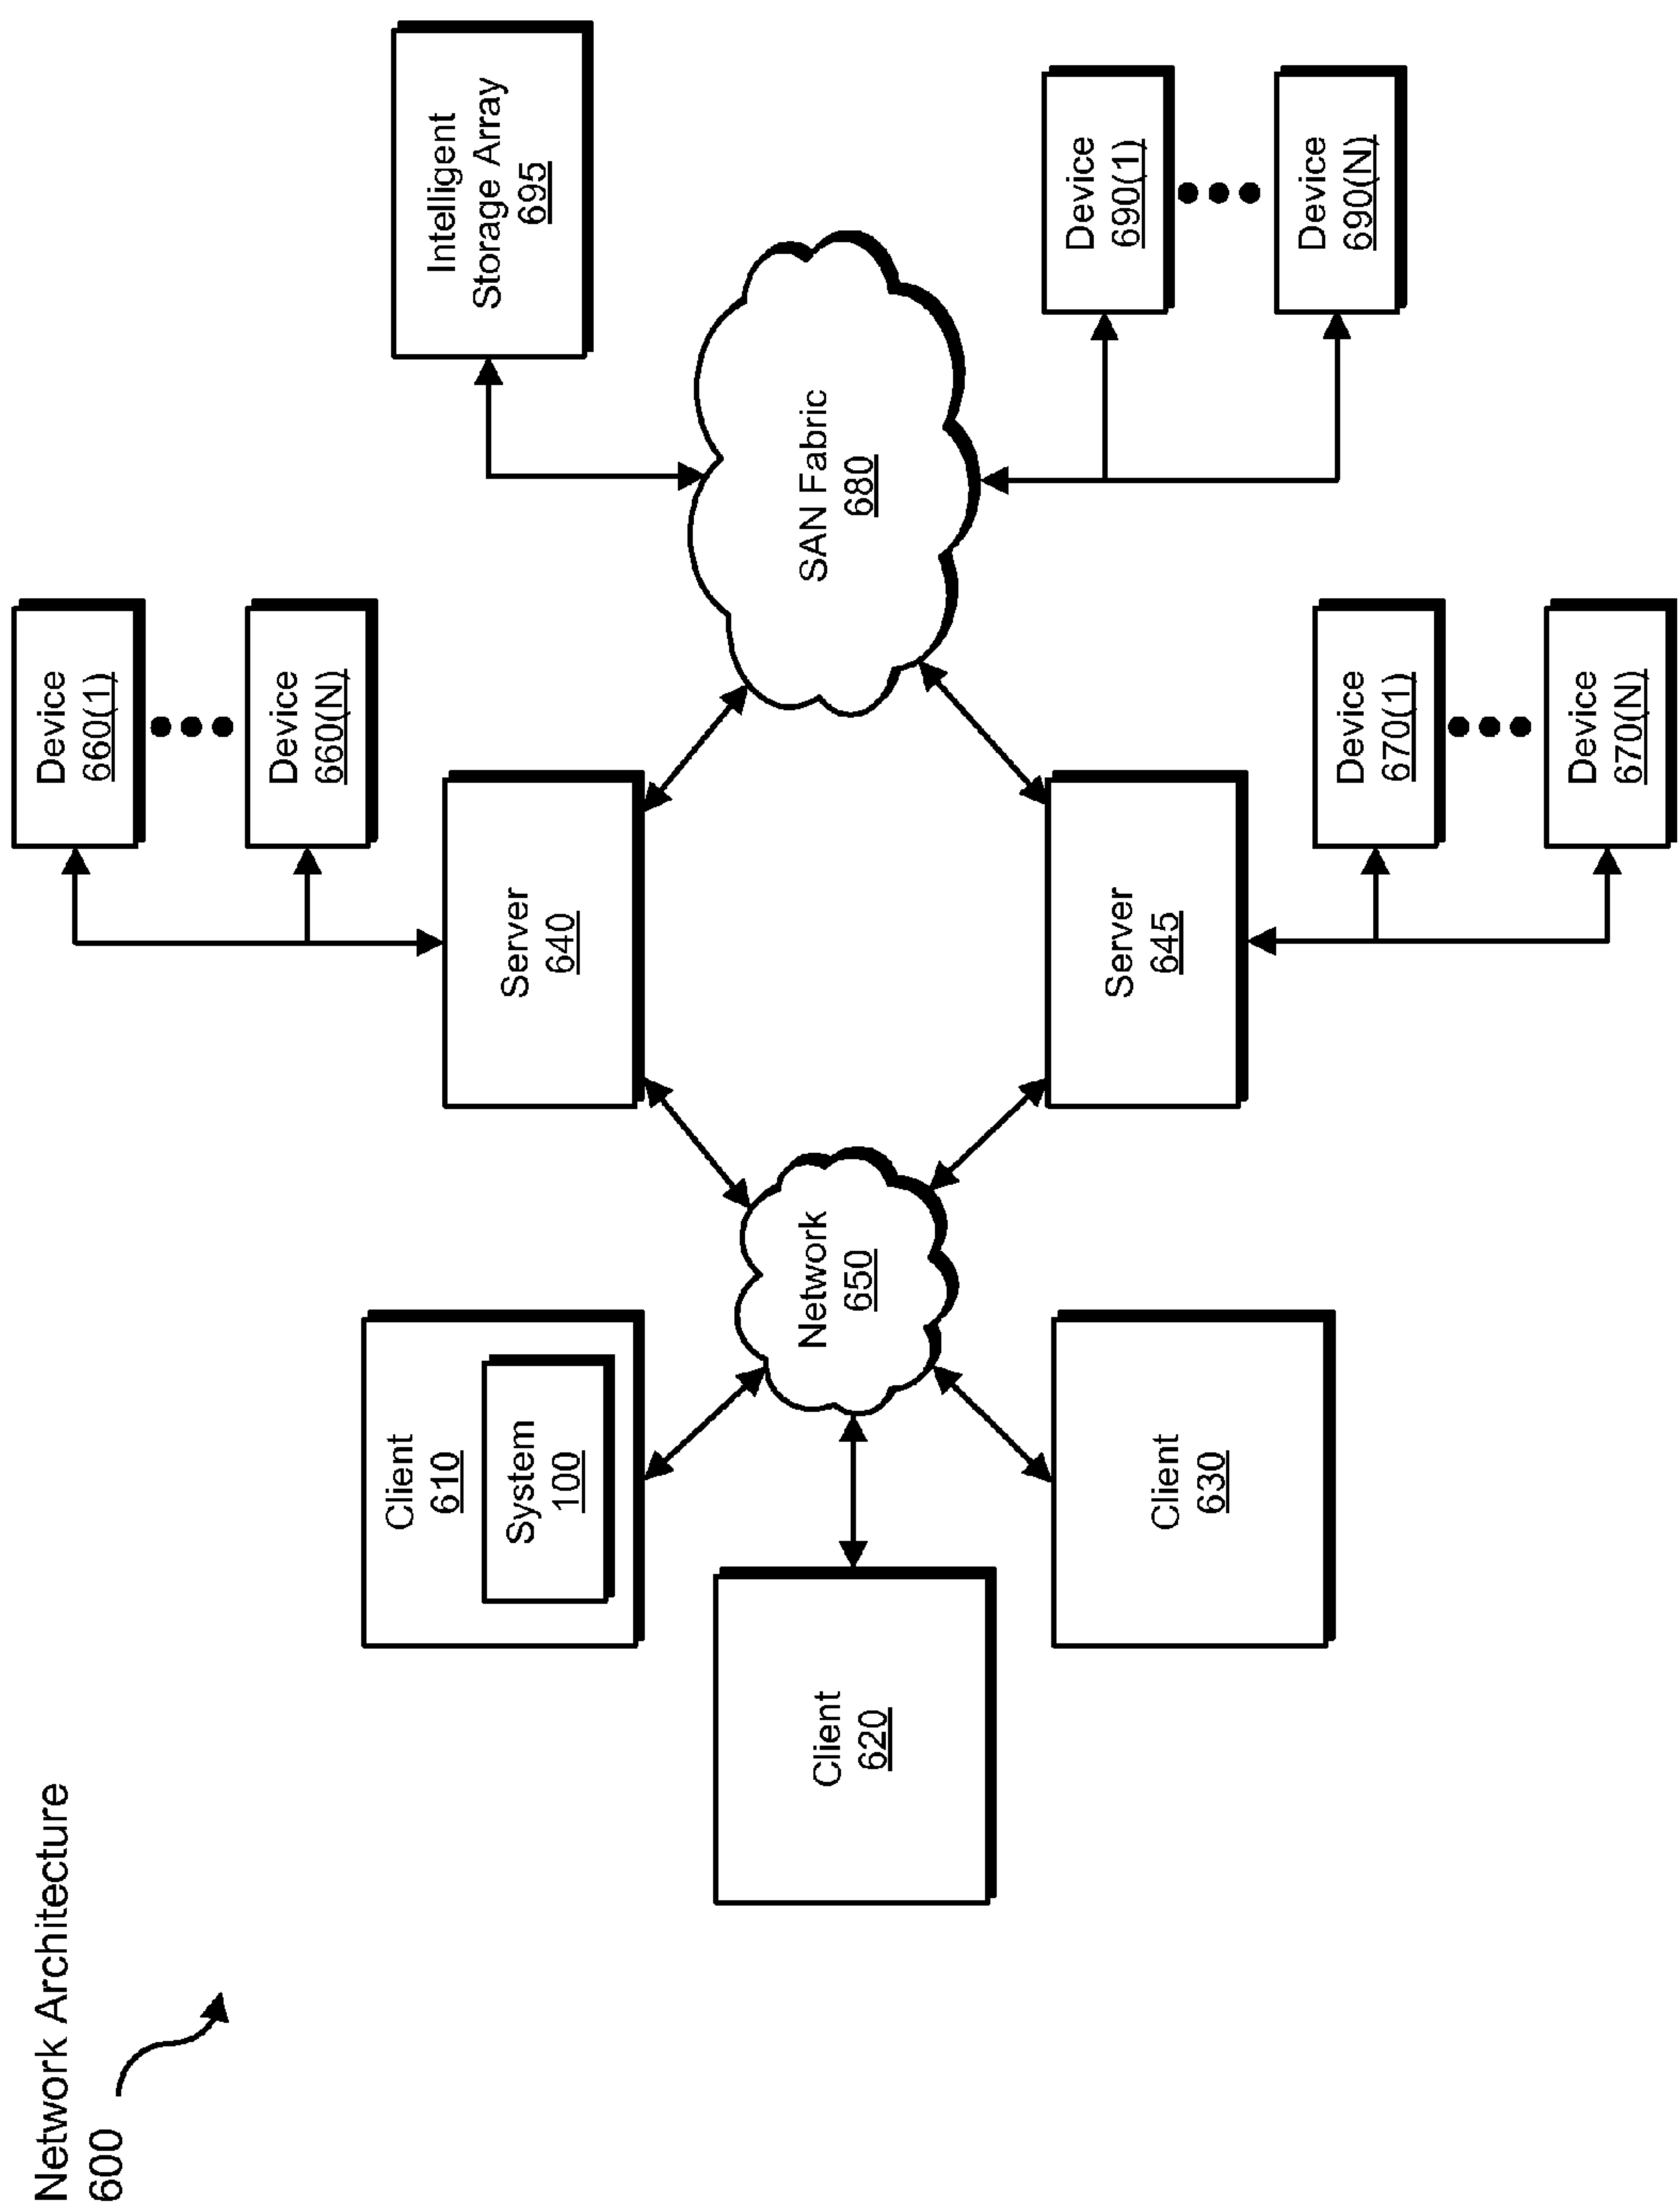 Network Architecture
600
Device
660(1)
Device
660(N)
Intelligent
Storage Array
695
Client
610
System
100
Server
640
Client
620
Network
650
SAN Fabric
680
Client
630
Server
645
Device
690(1)
Device
690(N)
Device
670(1)
Device
670(N)